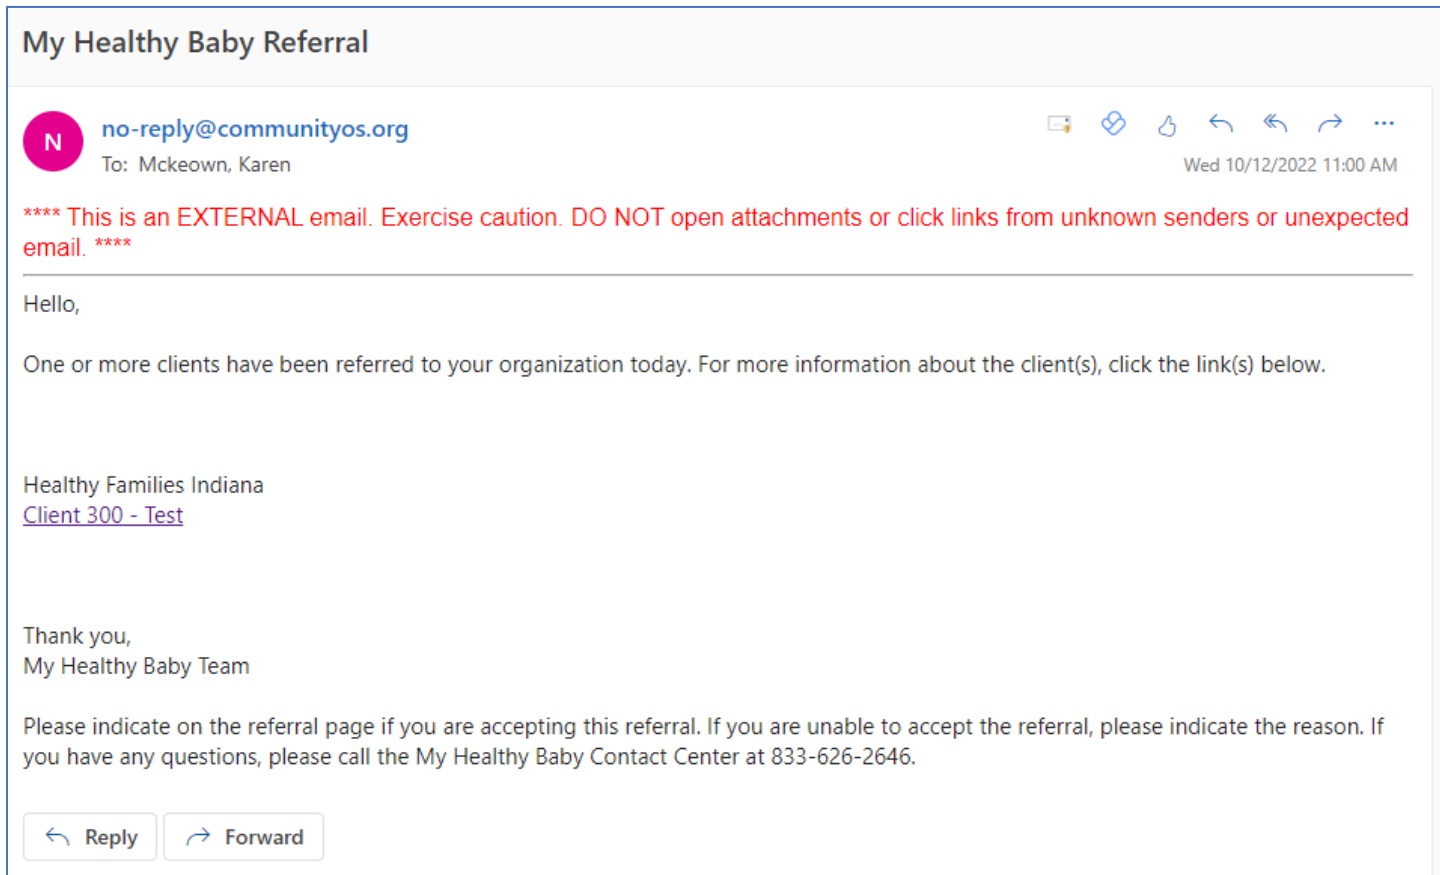 My Healthy Baby Referral
N
no-reply@communityos.org
To: Mckeown, Karen
Wed 10/12/2022 11:00 AM
**** This is an EXTERNAL email. Exercise caution. DO NOT open attachments or click links from unknown senders or unexpected
email. ****
Hello,
One or more clients have been referred to your organization today. For more information about the client(s), click the link(s) below.
Healthy Families Indiana
Client 300 - Test
Thank you,
My Healthy Baby Team
Please indicate on the referral page if you are accepting this referral. If you are unable to accept the referral, please indicate the reason. If
you have any questions, please call the My Healthy Baby Contact Center at 833-626-2646.
Reply
Forward